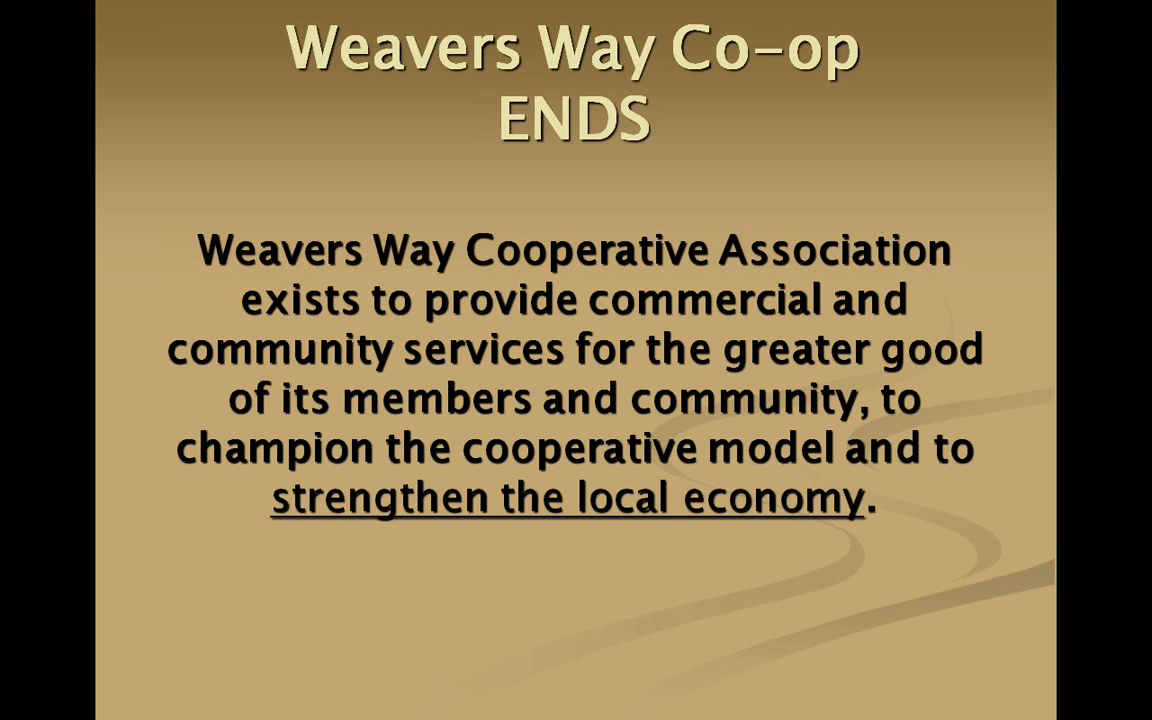 Weavers Way Co-op
ENDS
Weavers Way Cooperative Association
exists to provide commercial and
community services for the greater good
of its members and community, to
champion the cooperative model and to
strengthen the local economy.